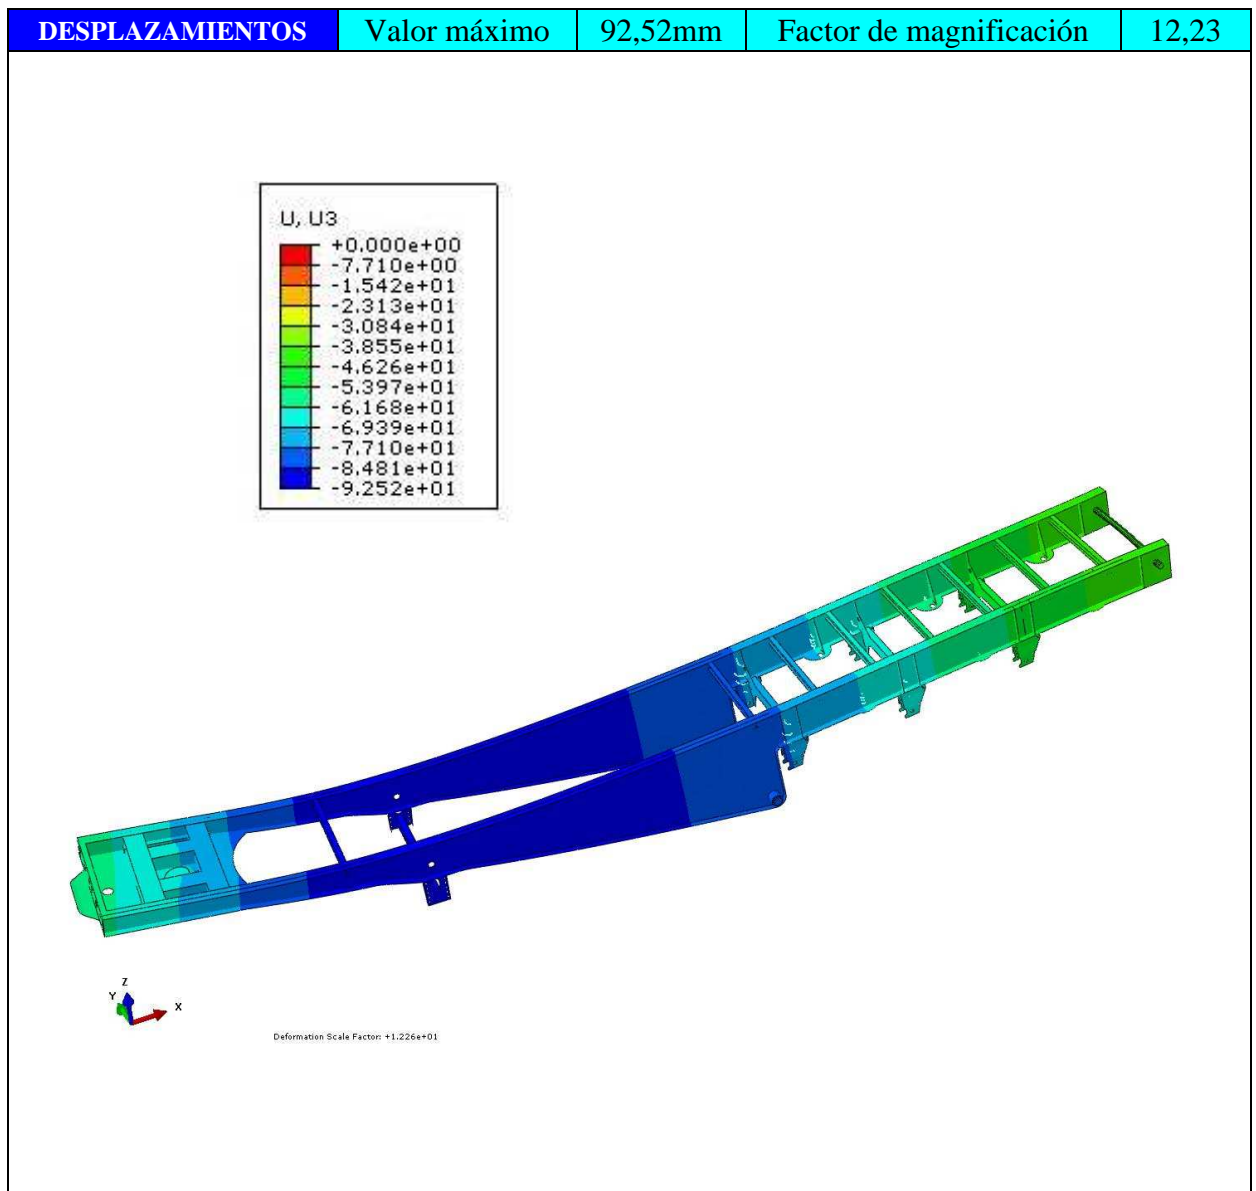 DESPLAZAMIENTOS Valor máximo 92,52mm Factor de magnificación 12,23
U, U3
+0.000e+00
-7.710e+00
-1.542e+01
-2.313e+01
-3.084e+01
-3.855e+01
-4.626e+01
-5.397e+01
-6.168e+01
-6.939e+01
-7.710e+01
-8.481e+01
-9.252e+01
Z
Y
X
Deformation Scale Factor: +1.226e+01